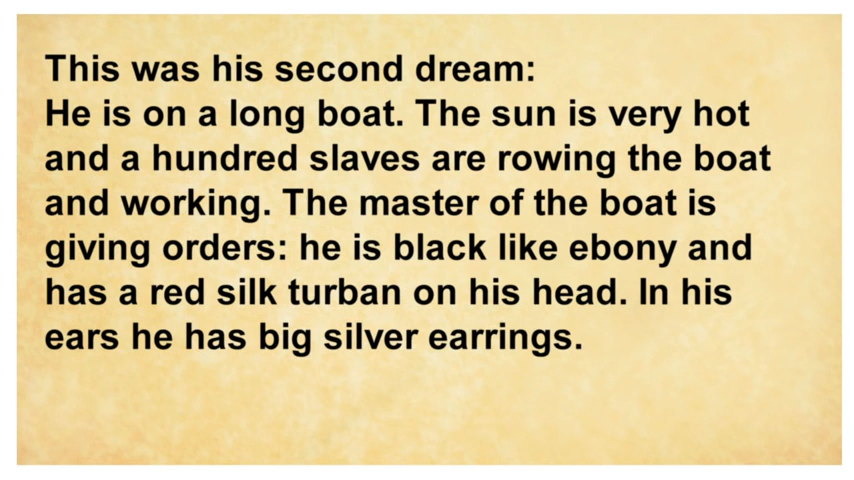 This was his second dream:
He is on a long boat. The sun is very hot
and a hundred slaves are rowing the boat
and working. The master of the boat is
giving orders: he is black like ebony and
has a red silk turban on his head. In his
ears he has big silver earrings.